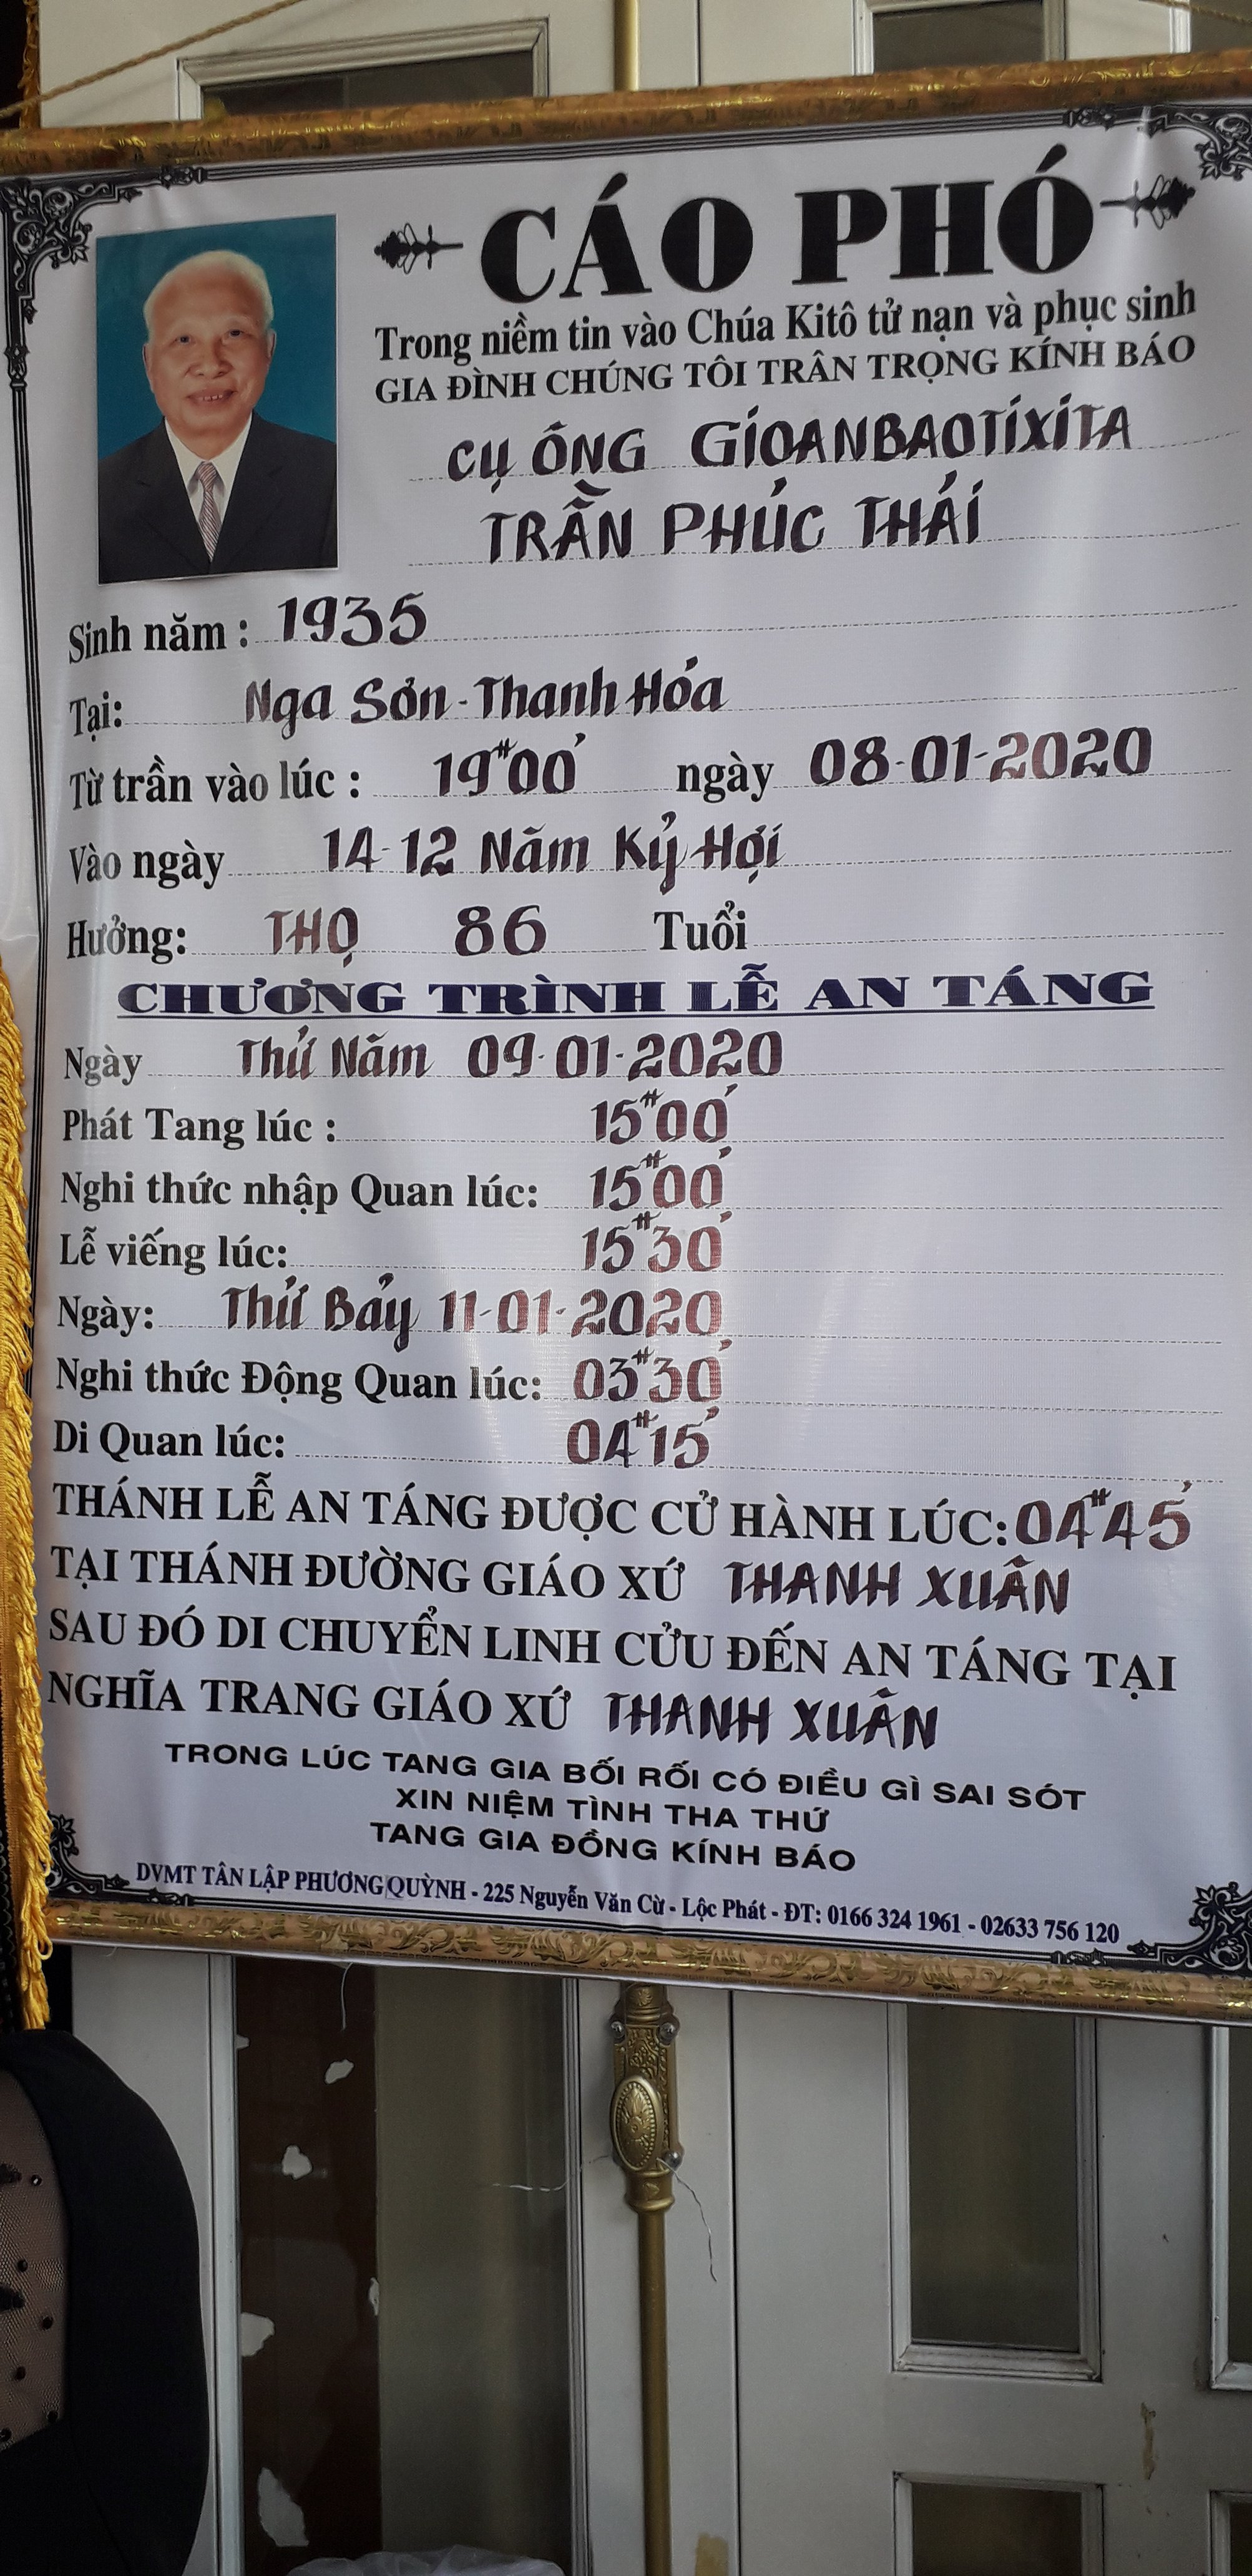 CÁO PHÓ
Trong niềm tin vào Chúa Kitô tử nạn và phục sinh
GIA ĐÌNH CHÚNG TÔI TRÂN TRỌNG KÍNH BÁO
CỤ ÔNG GIOANBAOTIXITA
TRẦN PHÚC THÁI
Sinh năm : 1935
Tại: Nga Sơn - Thanh Hóa
Từ trần vào lúc : 19H00' ngày 08-01-2020
Vào ngày 14-12 Năm Kỷ Hợi
Hưởng: THỌ 86 Tuổi
CHƯƠNG TRÌNH LỄ AN TÁNG
Ngày Thứ Năm 09-01-2020
Phát Tang lúc : 15H00'
Nghi thức nhập Quan lúc: 15H00'
Lễ viếng lúc: 15H30'
Ngày: Thứ Bảy 11-01-2020
Nghi thức Động Quan lúc: 03H30'
Di Quan lúc: 04H15'
THÁNH LỄ AN TÁNG ĐƯỢC CỬ HÀNH LÚC: 04H45'
TẠI THÁNH ĐƯỜNG GIÁO XỨ THANH XUÂN
SAU ĐÓ DI CHUYỂN LINH CỬU ĐẾN AN TÁNG TẠI
NGHĨA TRANG GIÁO XỨ THANH XUÂN
TRONG LÚC TANG GIA BỐI RỐI CÓ ĐIỀU GÌ SAI SÓT
XIN NIỆM TÌNH THA THỨ
TANG GIA ĐỒNG KÍNH BÁO
DVMT TÂN LẬP PHƯƠNG QUỲNH - 225 Nguyễn Văn Cừ - Lộc Phát - ĐT: 0166 324 1961 - 02633 756 120